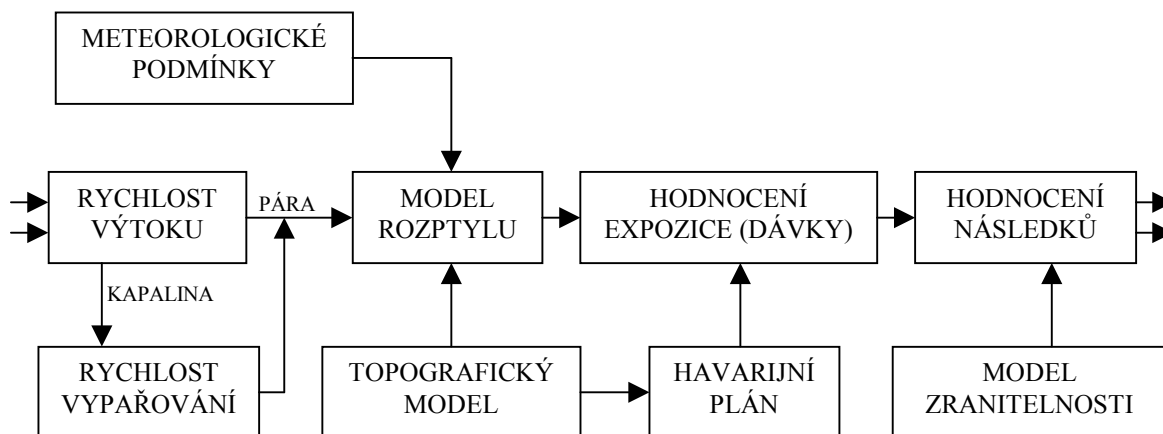 METEOROLOGICKÉ
PODMÍNKY
RYCHLOST
VÝTOKU
PÁRA
MODEL
ROZPTYLU
HODNOCENÍ
EXPOZICE (DÁVKY)
HODNOCENÍ
NÁSLEDKŮ
KAPALINA
RYCHLOST
VYPAŘOVÁNÍ
TOPOGRAFICKÝ
MODEL
HAVARIJNÍ
PLÁN
MODEL
ZRANITELNOSTI